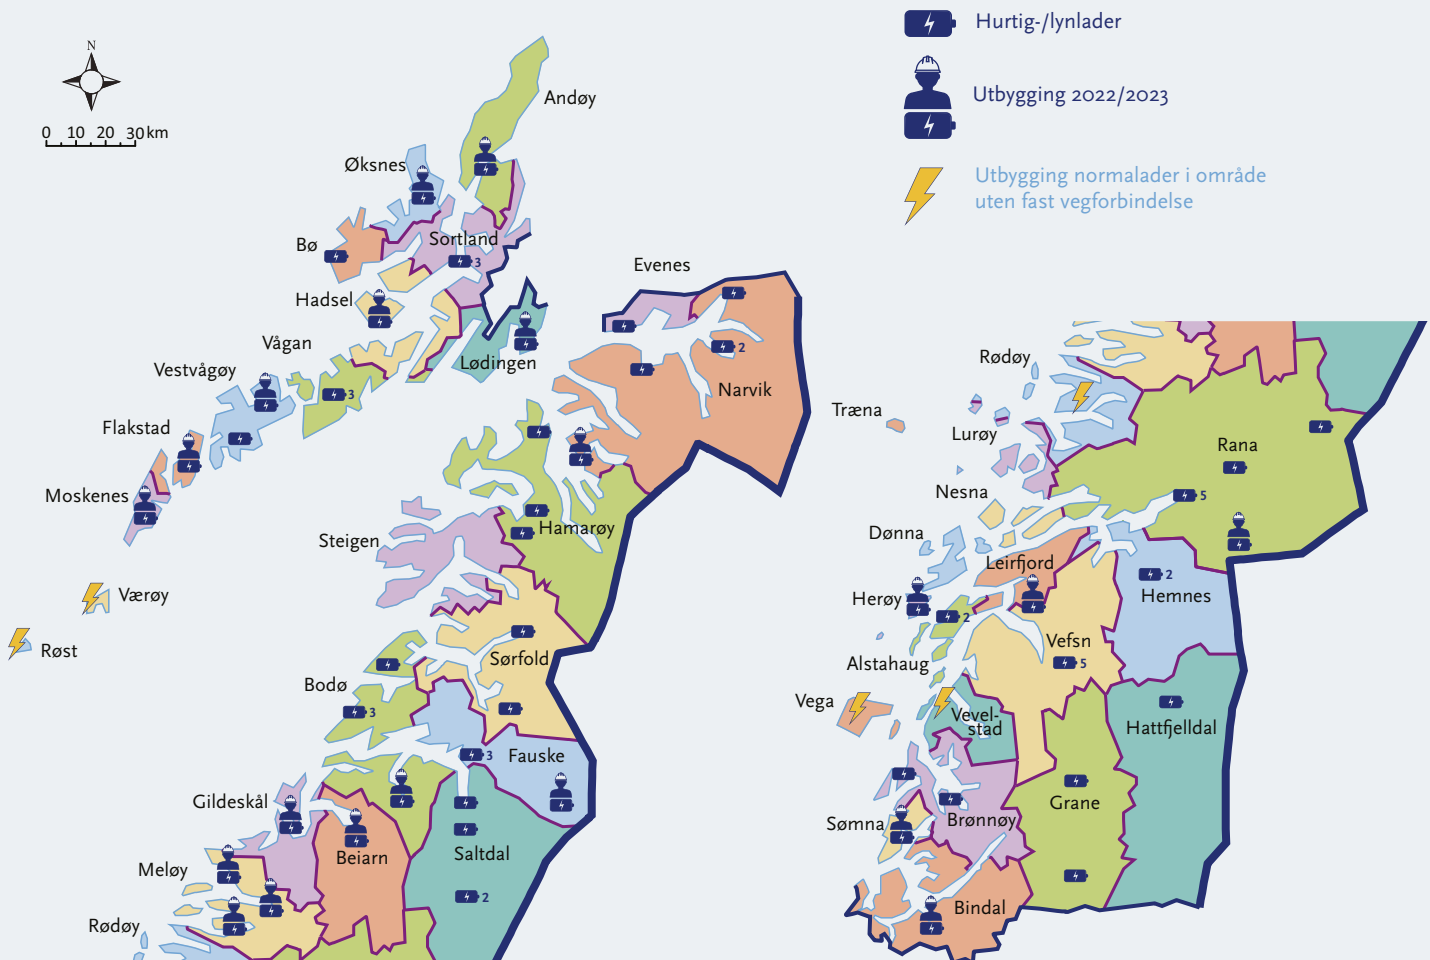 Hurtig-/lynlader
Utbygging 2022/2023
Utbygging normalader i område
uten fast vegforbindelse
N
0 10 20 30 km
Andøy
Øksnes
Bø
Sortland
3
Hadsel
Evenes
Vågan
Lødingen
2
Vestvågøy
3
Narvik
Flakstad
Moskenes
Hamarøy
Steigen
Værøy
Røst
Sørfold
Bodø
3
3
Fauske
Gildeskål
Beiarn
Saltdal
Meløy
2
Rødøy
Rødøy
Træna
Lurøy
Rana
Nesna
5
Dønna
Leirfjord
2
Hemnes
Herøy
2
Vefsn
5
Alstahaug
Vega
Vevel-
stad
Hattfjelldal
Grane
Sømna
Brønnøy
Bindal